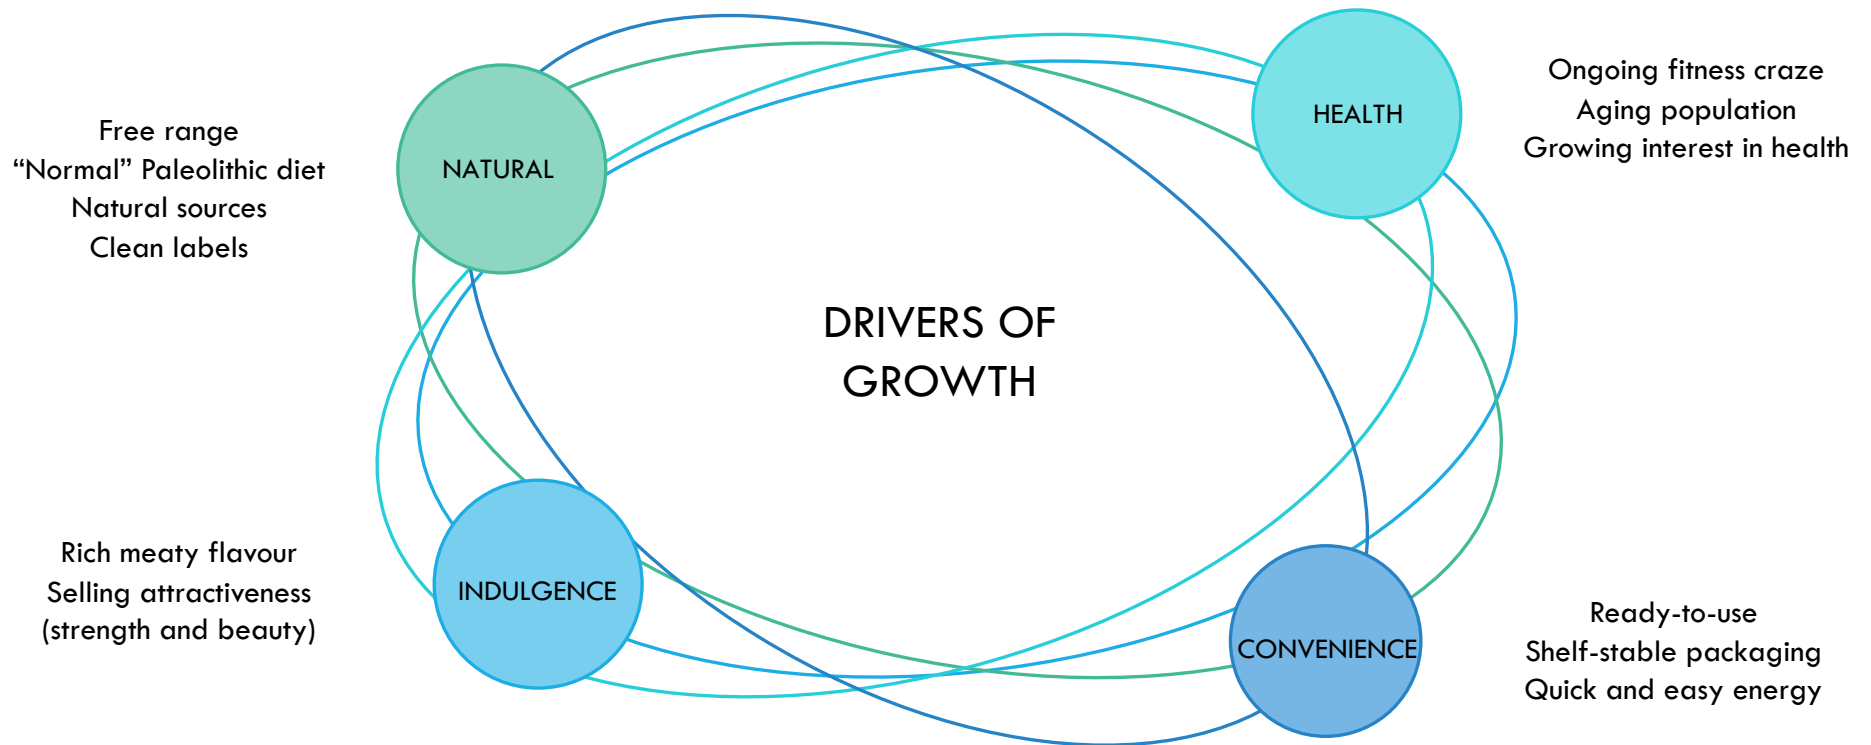 NATURAL
Free range
“Normal” Paleolithic diet
Natural sources
Clean labels
HEALTH
Ongoing fitness craze
Aging population
Growing interest in health
DRIVERS OF
GROWTH
INDULGENCE
Rich meaty flavour
Selling attractiveness
(strength and beauty)
CONVENIENCE
Ready-to-use
Shelf-stable packaging
Quick and easy energy